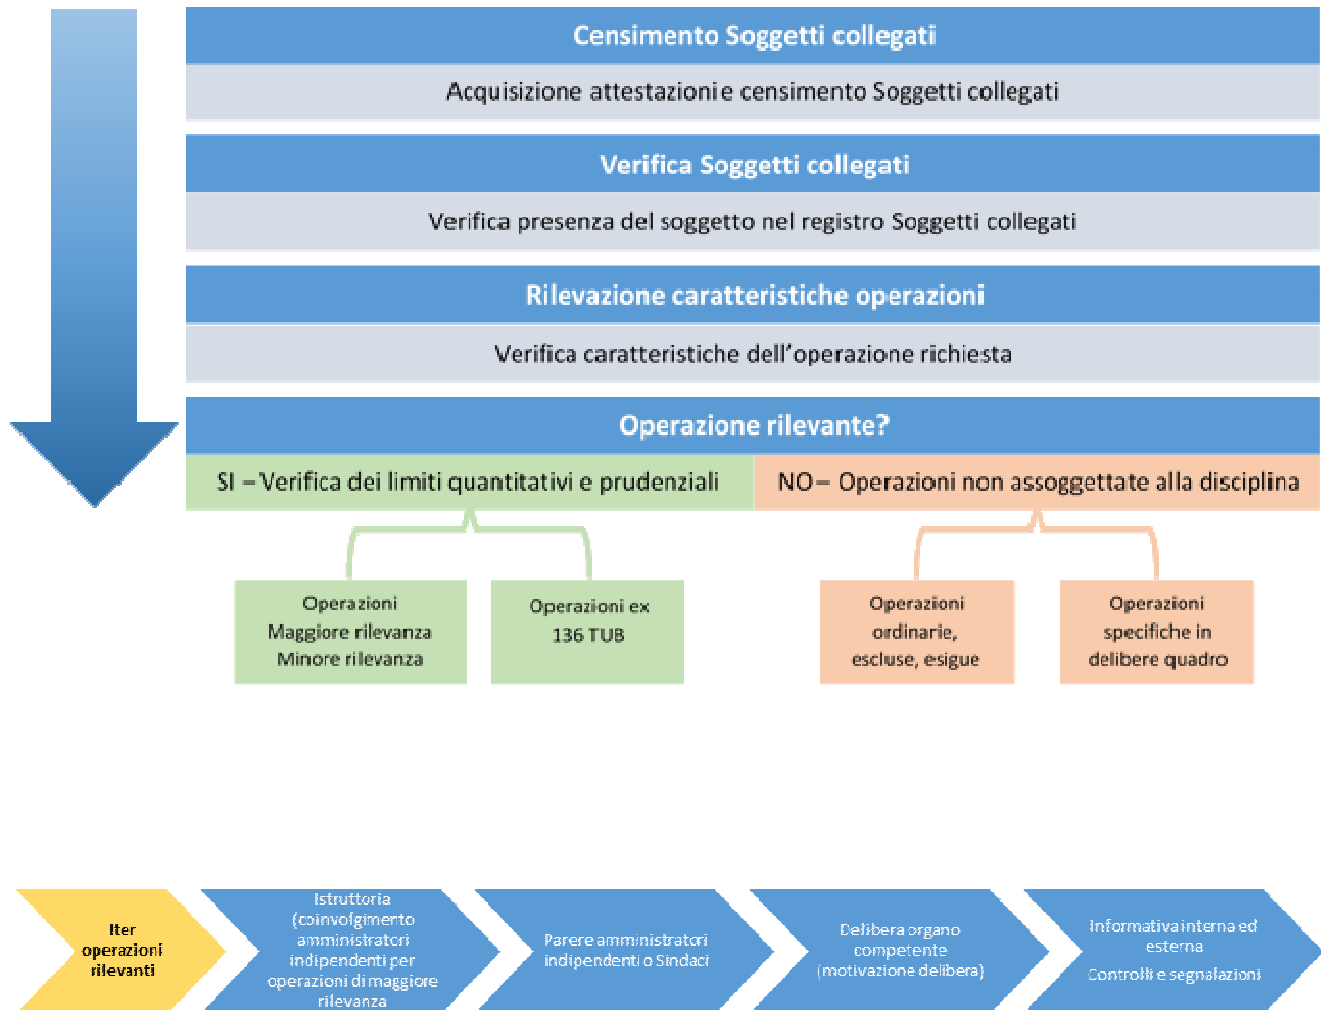 Censimento Soggetti collegati
Acquisizione attestazioni e censimento Soggetti collegati
Verifica Soggetti collegati
Verifica presenza del soggetto nel registro Soggetti collegati
Rilevazione caratteristiche operazioni
Verifica caratteristiche dell'operazione richiesta
Operazione rilevante?
SI – Verifica dei limiti quantitativi e prudenziali
NO – Operazioni non assoggettate alla disciplina
Operazioni
Maggiore rilevanza
Minore rilevanza
Operazioni ex
136 TUB
Operazioni
ordinarie,
escluse, esigue
Operazioni
specifiche in
delibere quadro
Iter
operazioni
rilevanti
Istruttoria
(coinvolgimento
amministratori
indipendenti per
operazioni di maggiore
rilevanza
Parere amministratori
indipendenti o Sindaci
Delibera organo
competente
(motivazione delibera)
Informativa interna ed
esterna
Controlli e segnalazioni